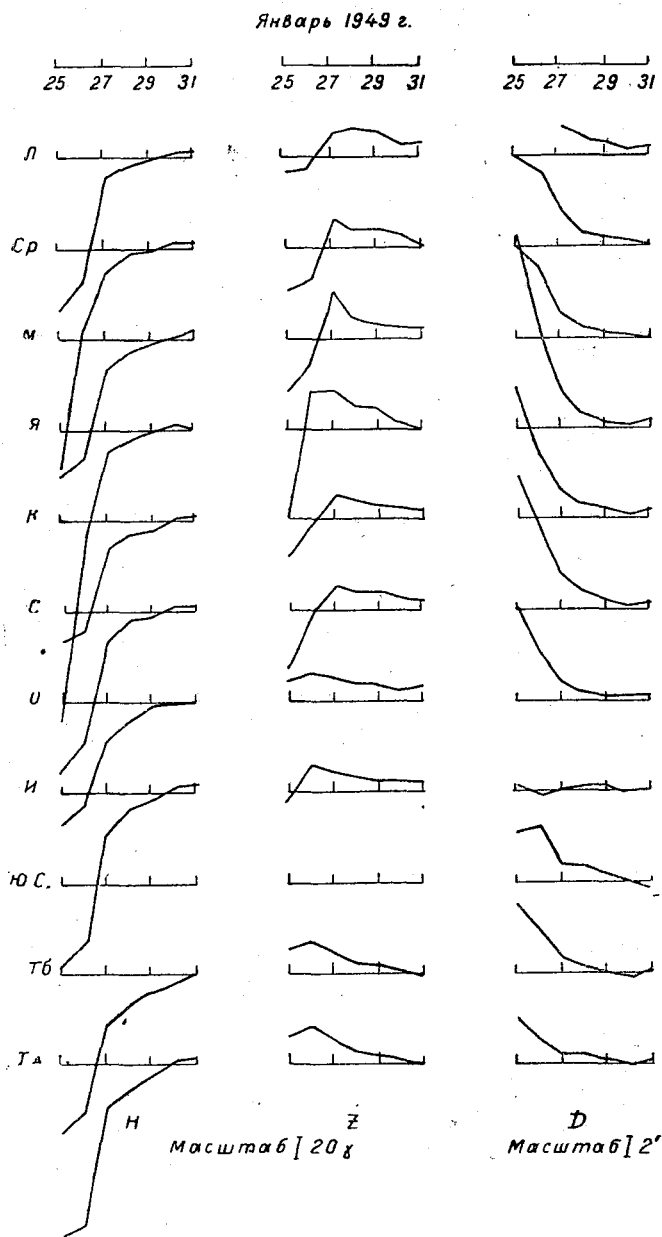 Январь 1949 г.
25 27 29 31 25 27 29 31 25 27 29 31
Л
Ср
М
Я
К
С
О
И
Ю С.
Тб
Та
H Z D
Масштаб 20 γ Масштаб 2'